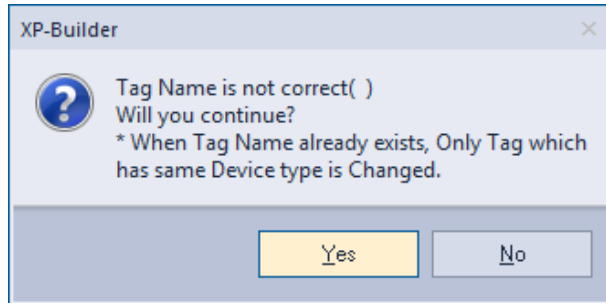 XP-Builder
Tag Name is not correct( )
Will you continue?
* When Tag Name already exists, Only Tag which
has same Device type is Changed.
Yes
No